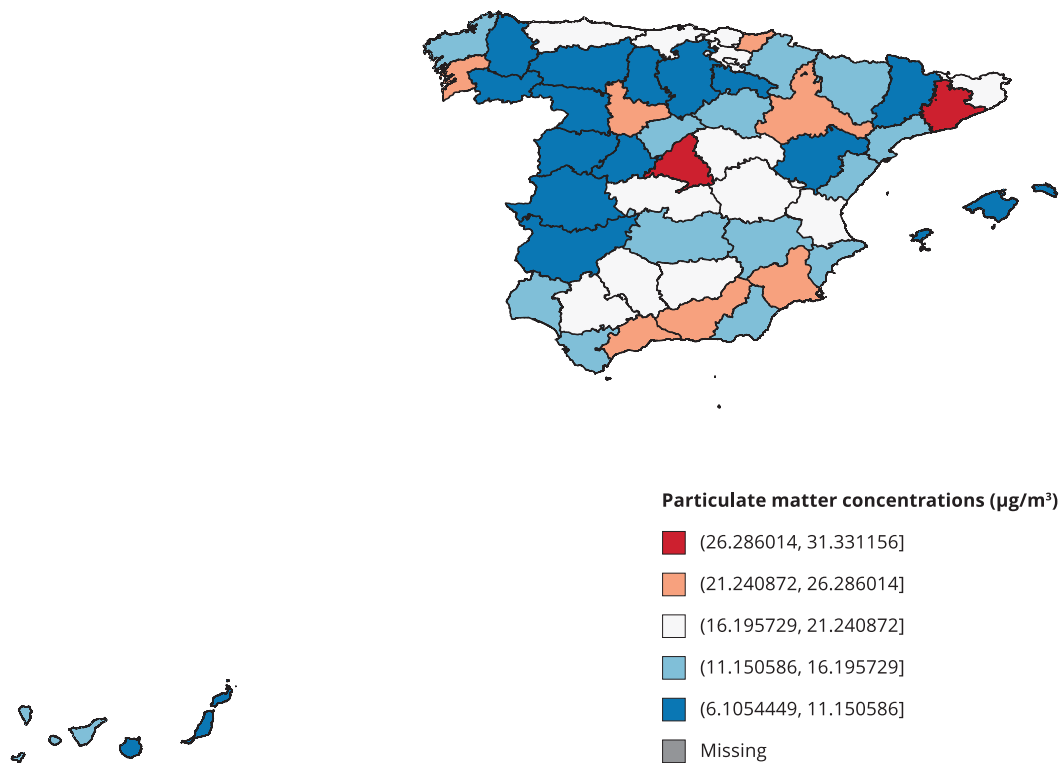 Particulate matter concentrations (µg/m³)
(26.286014, 31.331156]
(21.240872, 26.286014]
(16.195729, 21.240872]
(11.150586, 16.195729]
(6.1054449, 11.150586]
Missing